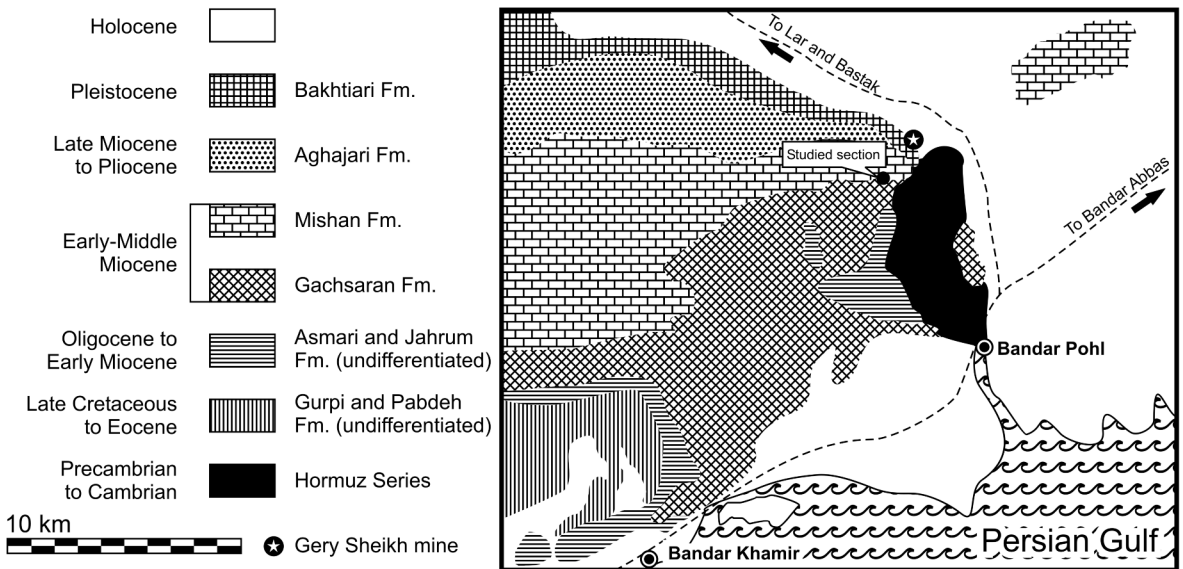 Holocene
Pleistocene
Bakhtiari Fm.
Late Miocene
to Pliocene
Aghajari Fm.
Mishan Fm.
Early-Middle
Miocene
Gachsaran Fm.
Oligocene to
Early Miocene
Asmari and Jahrum
Fm. (undifferentiated)
Late Cretaceous
to Eocene
Gurpi and Pabdeh
Fm. (undifferentiated)
Precambrian
to Cambrian
Hormuz Series
10 km
Gery Sheikh mine
To Lar and Bastak
Studied section
To Bandar Abbas
Bandar Pohl
Bandar Khamir
Persian Gulf